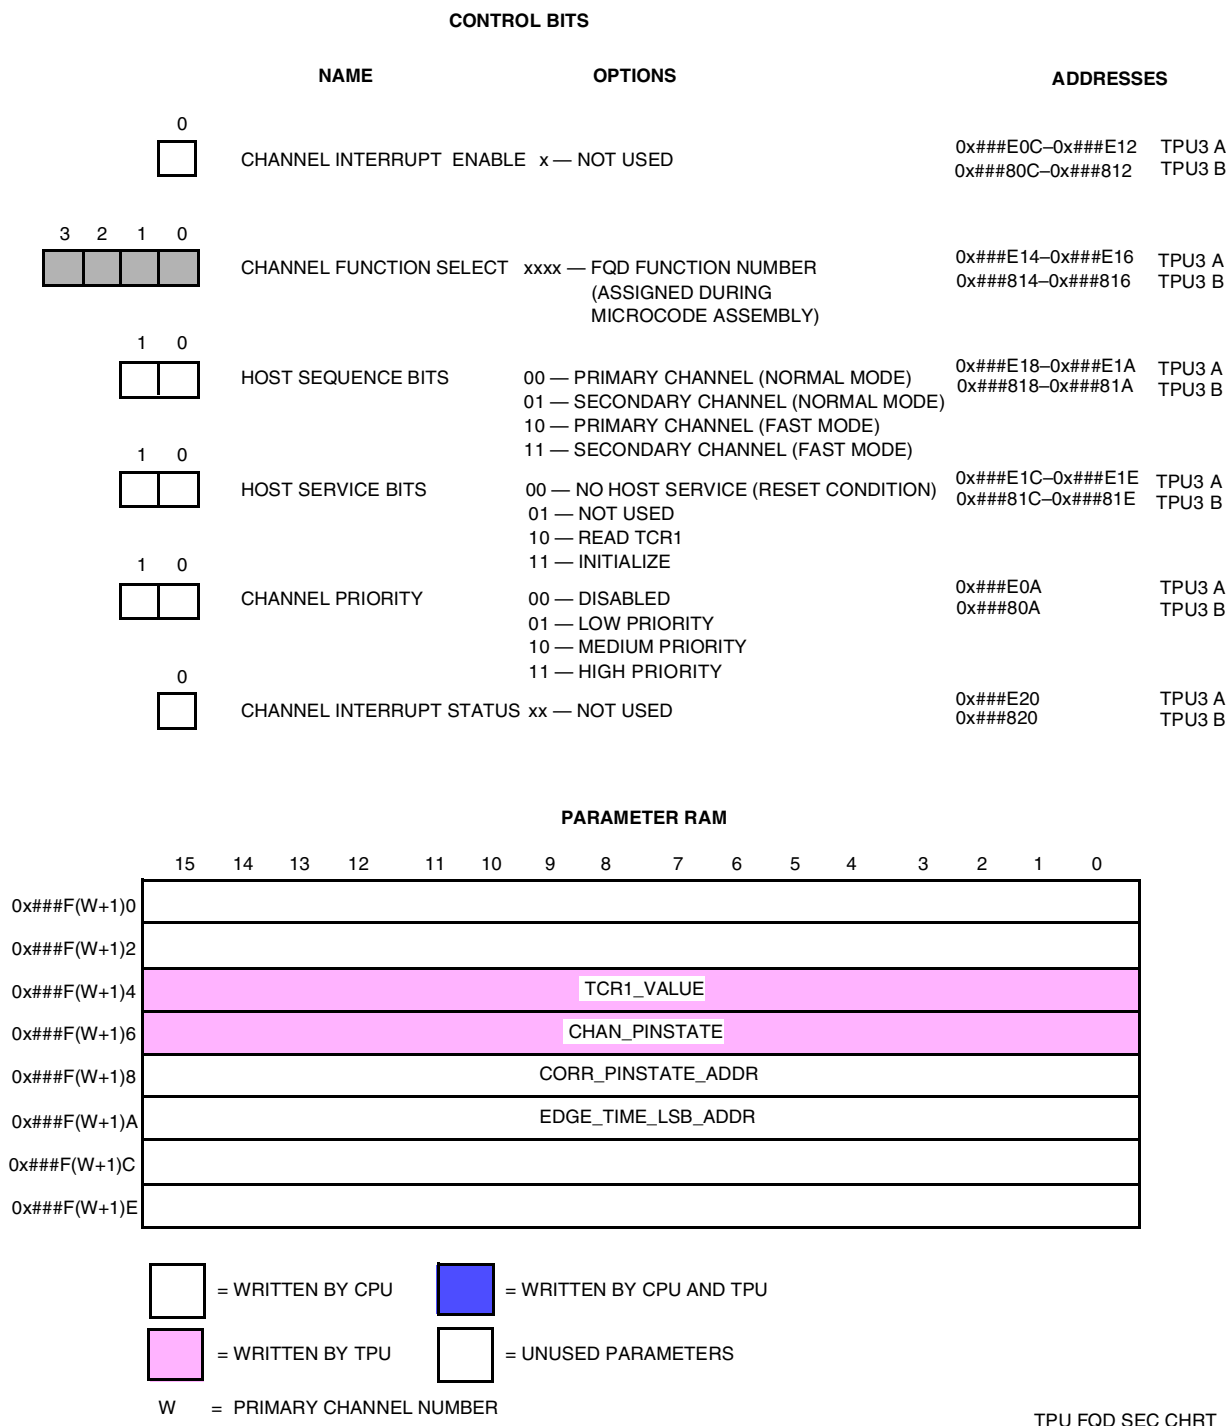 CONTROL BITS
NAME OPTIONS ADDRESSES
0
CHANNEL INTERRUPT ENABLE x — NOT USED 0x###E0C–0x###E12 TPU3 A
0x###80C–0x###812 TPU3 B
3 2 1 0
CHANNEL FUNCTION SELECT xxxx — FQD FUNCTION NUMBER 0x###E14–0x###E16 TPU3 A
(ASSIGNED DURING 0x###814–0x###816 TPU3 B
MICROCODE ASSEMBLY)
1 0
HOST SEQUENCE BITS 00 — PRIMARY CHANNEL (NORMAL MODE) 0x###E18–0x###E1A TPU3 A
01 — SECONDARY CHANNEL (NORMAL MODE) 0x###818–0x###81A TPU3 B
10 — PRIMARY CHANNEL (FAST MODE)
11 — SECONDARY CHANNEL (FAST MODE)
1 0
HOST SERVICE BITS 00 — NO HOST SERVICE (RESET CONDITION) 0x###E1C–0x###E1E TPU3 A
01 — NOT USED 0x###81C–0x###81E TPU3 B
10 — READ TCR1
11 — INITIALIZE
1 0
CHANNEL PRIORITY 00 — DISABLED 0x###E0A TPU3 A
01 — LOW PRIORITY 0x###80A TPU3 B
10 — MEDIUM PRIORITY
11 — HIGH PRIORITY
0
CHANNEL INTERRUPT STATUS xx — NOT USED 0x###E20 TPU3 A
0x###820 TPU3 B
PARAMETER RAM
15 14 13 12 11 10 9 8 7 6 5 4 3 2 1 0
0x###F(W+1)0
0x###F(W+1)2
0x###F(W+1)4 TCR1_VALUE
0x###F(W+1)6 CHAN_PINSTATE
0x###F(W+1)8 CORR_PINSTATE_ADDR
0x###F(W+1)A EDGE_TIME_LSB_ADDR
0x###F(W+1)C
0x###F(W+1)E
= WRITTEN BY CPU = WRITTEN BY CPU AND TPU
= WRITTEN BY TPU = UNUSED PARAMETERS
W = PRIMARY CHANNEL NUMBER
TPU FQD SEC CHRT